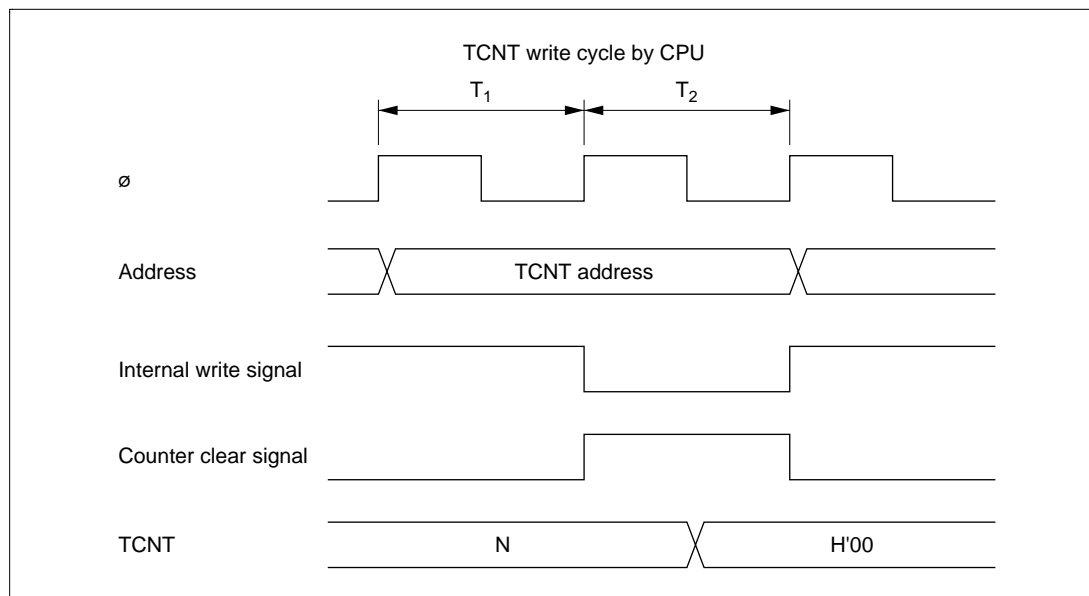 TCNT write cycle by CPU
T₁ T₂
ø
Address TCNT address
Internal write signal
Counter clear signal
TCNT N H'00